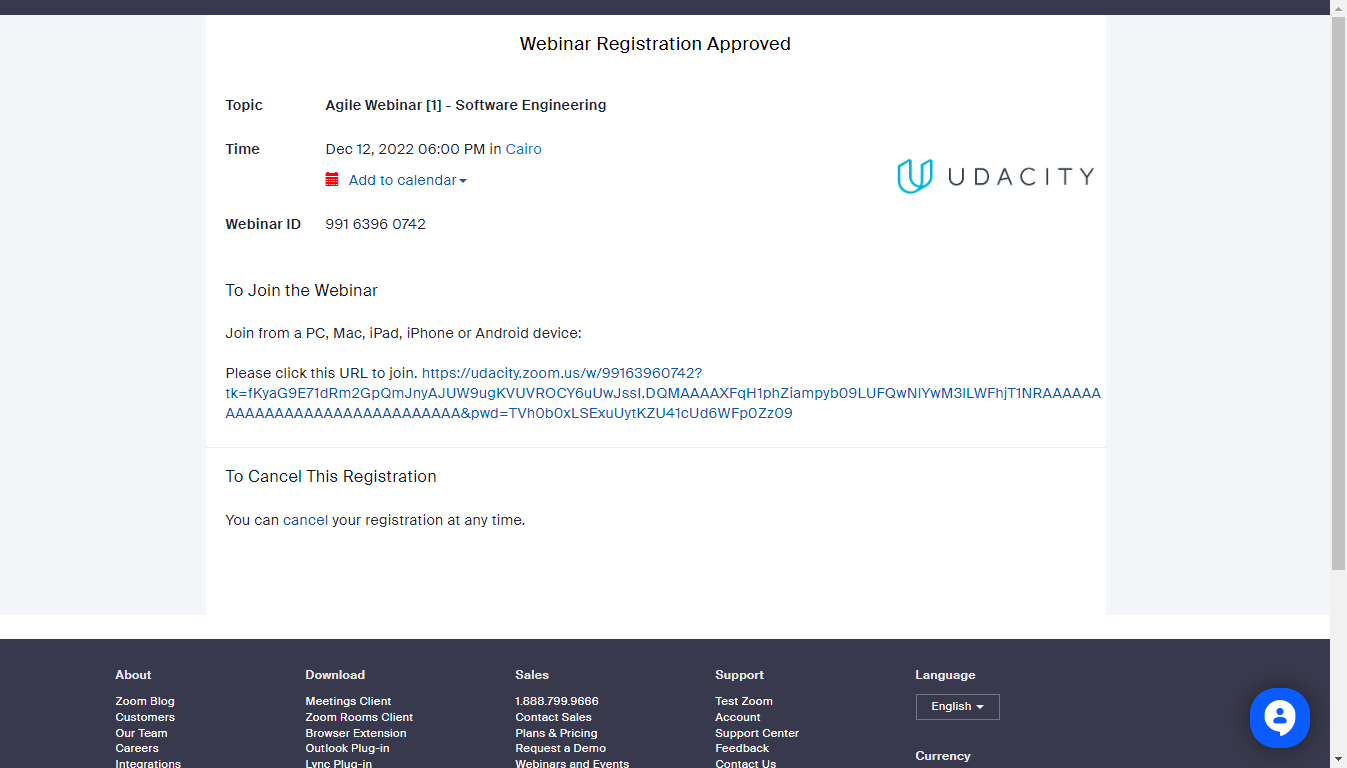 Webinar Registration Approved
Topic Agile Webinar [1] - Software Engineering
Time Dec 12, 2022 06:00 PM in Cairo
Add to calendar
UDACITY
Webinar ID 991 6396 0742
To Join the Webinar
Join from a PC, Mac, iPad, iPhone or Android device:
Please click this URL to join. https://udacity.zoom.us/w/99163960742?
tk=fKyaG9E71dRm2GpQmJnyAJUW9ugKVUVROCY6uUwJssI.DQMAAAAXFqH1phZiampyb09LUFQwNlYwM3lLWFhjT1NRAAAAAA
AAAAAAAAAAAAAAAAAAAAAAAAA&pwd=TVh0b0xLSExuUytKZU41cUd6WFp0Zz09
To Cancel This Registration
You can cancel your registration at any time.
About
Zoom Blog
Customers
Our Team
Careers
Integrations
Download
Meetings Client
Zoom Rooms Client
Browser Extension
Outlook Plug-in
Lync Plug-in
Sales
1.888.799.9666
Contact Sales
Plans & Pricing
Request a Demo
Webinars and Events
Support
Test Zoom
Account
Support Center
Feedback
Contact Us
Language
English
Currency